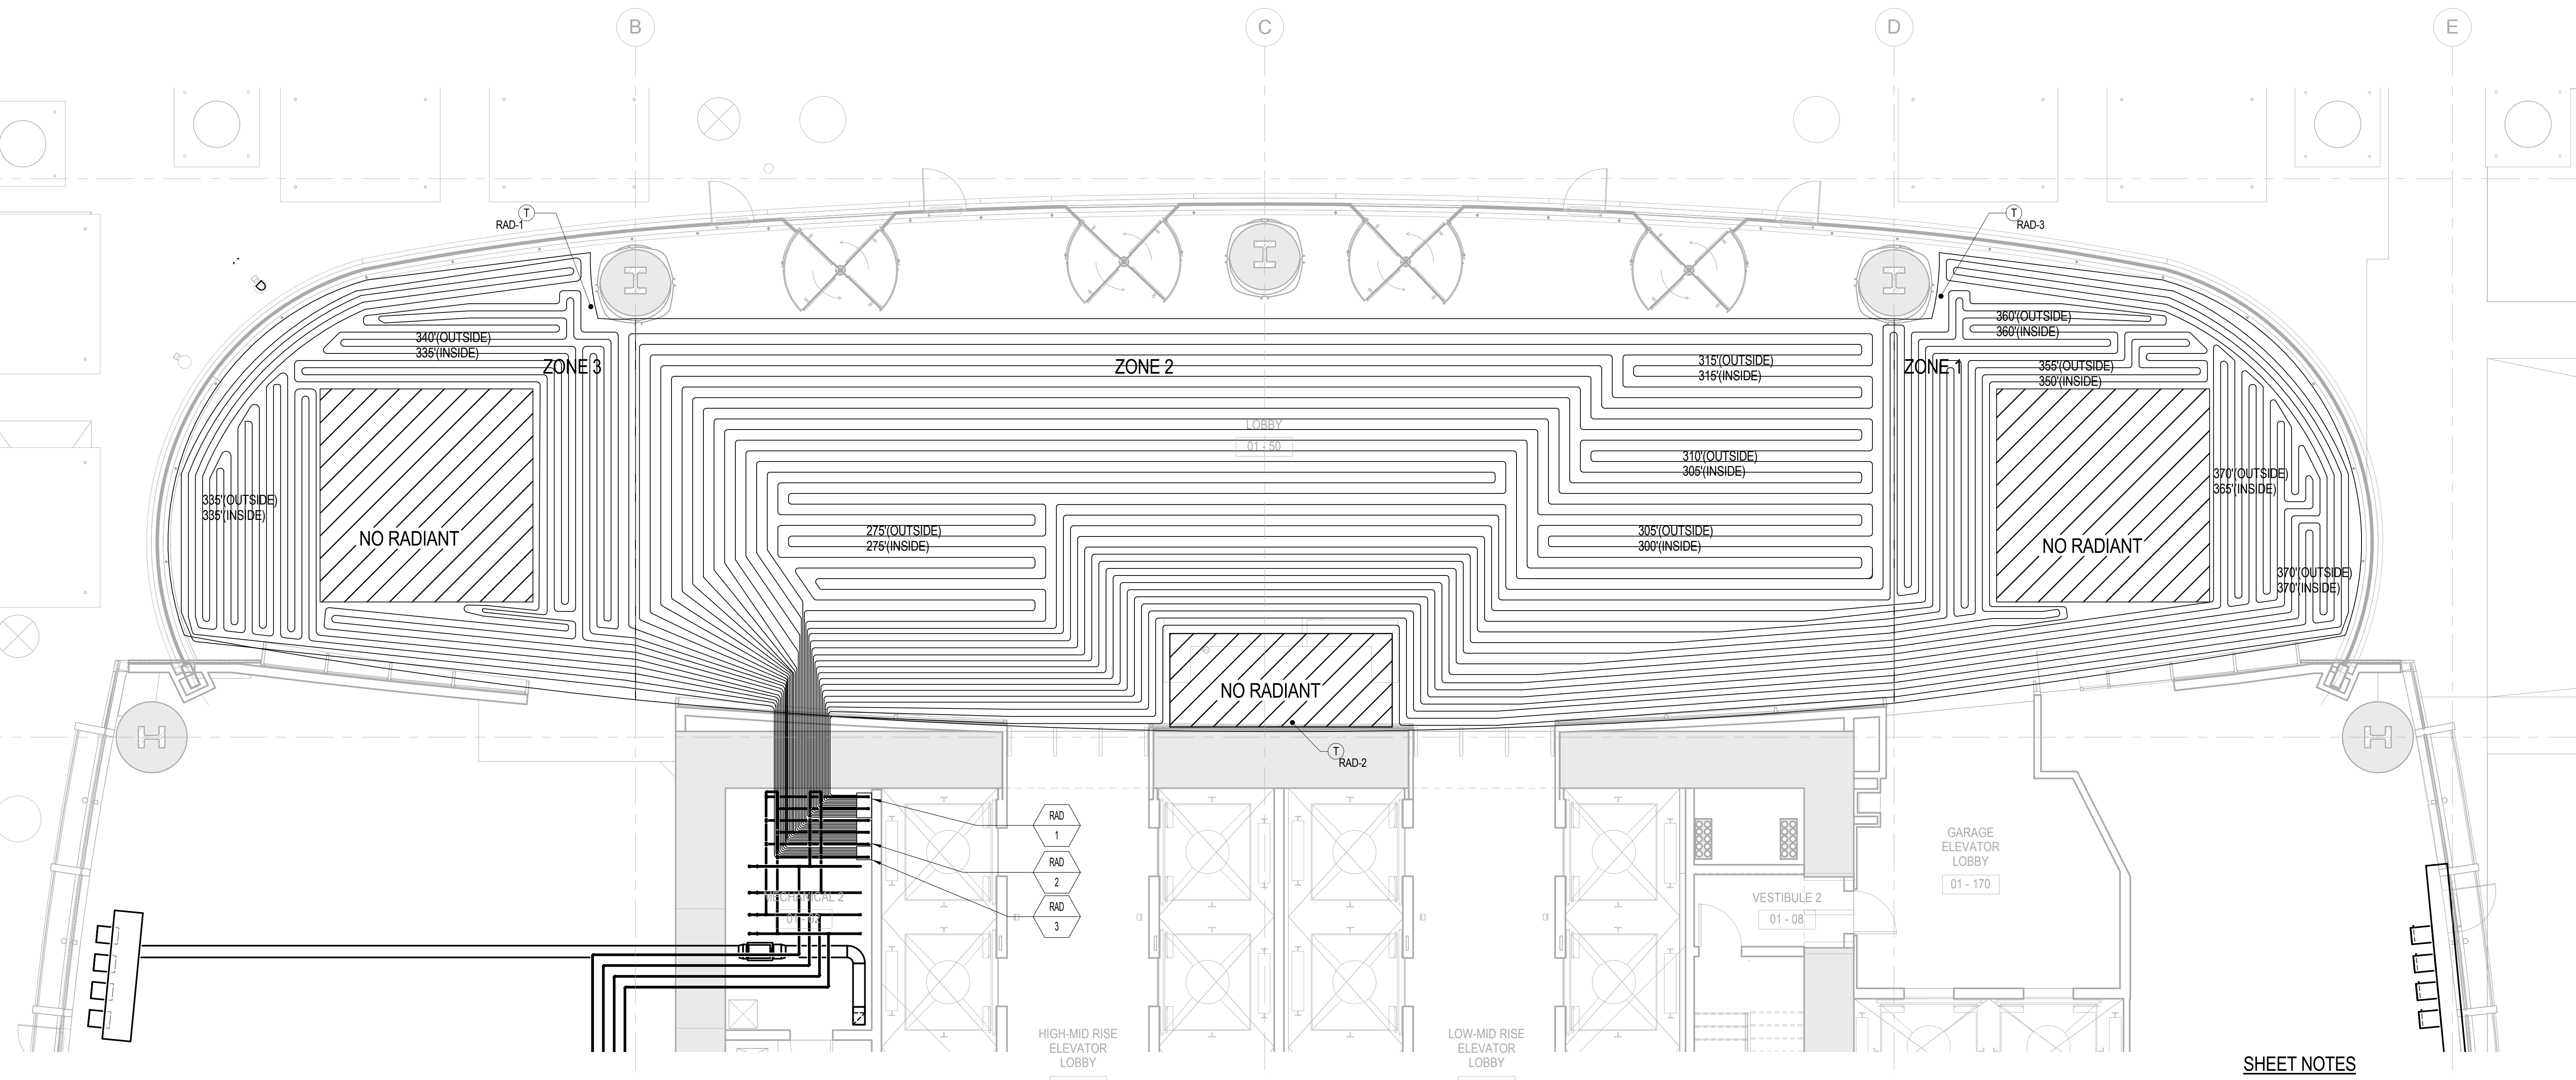 B
C
D
E
T
RAD-1
T
RAD-3
340'(OUTSIDE)
335'(INSIDE)
ZONE 3
ZONE 2
315'(OUTSIDE)
315'(INSIDE)
360'(OUTSIDE)
360'(INSIDE)
ZONE 1
355'(OUTSIDE)
350'(INSIDE)
LOBBY
01 - 50
310'(OUTSIDE)
305'(INSIDE)
335'(OUTSIDE)
335'(INSIDE)
370'(OUTSIDE)
365'(INSIDE)
NO RADIANT
275'(OUTSIDE)
275'(INSIDE)
305'(OUTSIDE)
300'(INSIDE)
NO RADIANT
370'(OUTSIDE)
370'(INSIDE)
NO RADIANT
T
RAD-2
RAD
1
RAD
2
RAD
3
MECHANICAL 2
01 - 02
GARAGE
ELEVATOR
LOBBY
01 - 170
VESTIBULE 2
01 - 08
HIGH-MID RISE
ELEVATOR
LOBBY
LOW-MID RISE
ELEVATOR
LOBBY
SHEET NOTES